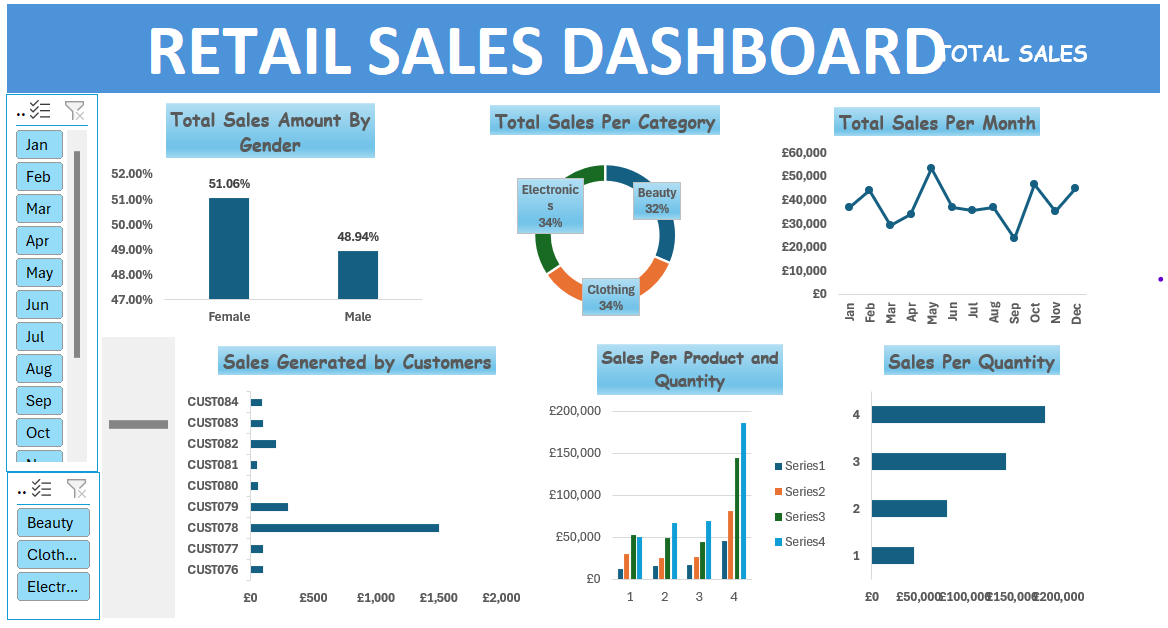 RETAIL SALES DASHBOARD
TOTAL SALES
..
Jan
Feb
Mar
Apr
May
Jun
Jul
Aug
Sep
Oct
..
Beauty
Cloth...
Electr...
Total Sales Amount By
Gender
52.00%
51.00%
50.00%
49.00%
48.00%
47.00%
51.06%
48.94%
Female Male
Total Sales Per Category
Electronic
s
34%
Beauty
32%
Clothing
34%
Total Sales Per Month
£60,000
£50,000
£40,000
£30,000
£20,000
£10,000
£0
Jan Feb Mar Apr May Jun Jul Aug Sep Oct Nov Dec
Sales Generated by Customers
CUST084
CUST083
CUST082
CUST081
CUST080
CUST079
CUST078
CUST077
CUST076
£0 £500 £1,000 £1,500 £2,000
Sales Per Product and
Quantity
£200,000
£150,000
£100,000
£50,000
£0
1 2 3 4
Series1
Series2
Series3
Series4
Sales Per Quantity
4
3
2
1
£0 £50,000 £100,000 £150,000 £200,000